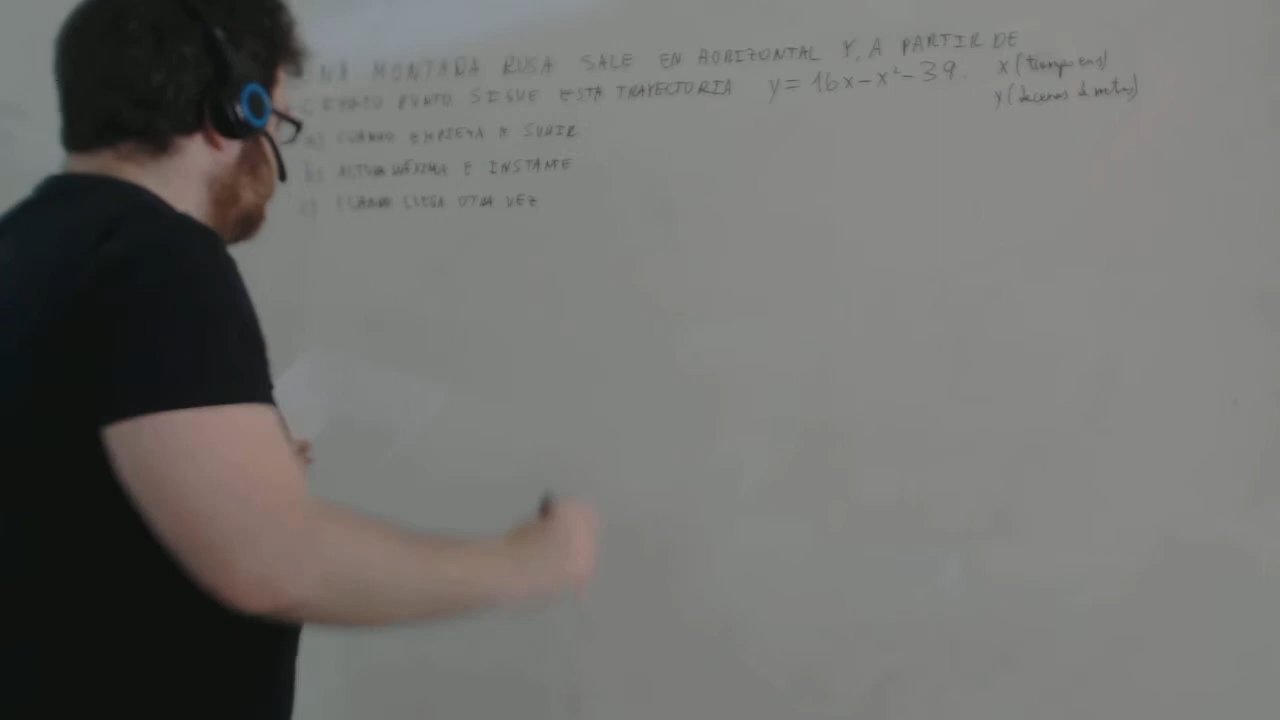 UNA MONTAÑA RUSA SALE EN HORIZONTAL Y, A PARTIR DE
CIERTO PUNTO SIGUE ESTA TRAYECTORIA y = 16x - x² - 39. x (tiempo en s)
y (decenas de metros)
a) CUANDO EMPIEZA A SUBIR
b) ALTURA MÁXIMA E INSTANTE
c) CUANDO LLEGA OTRA VEZ